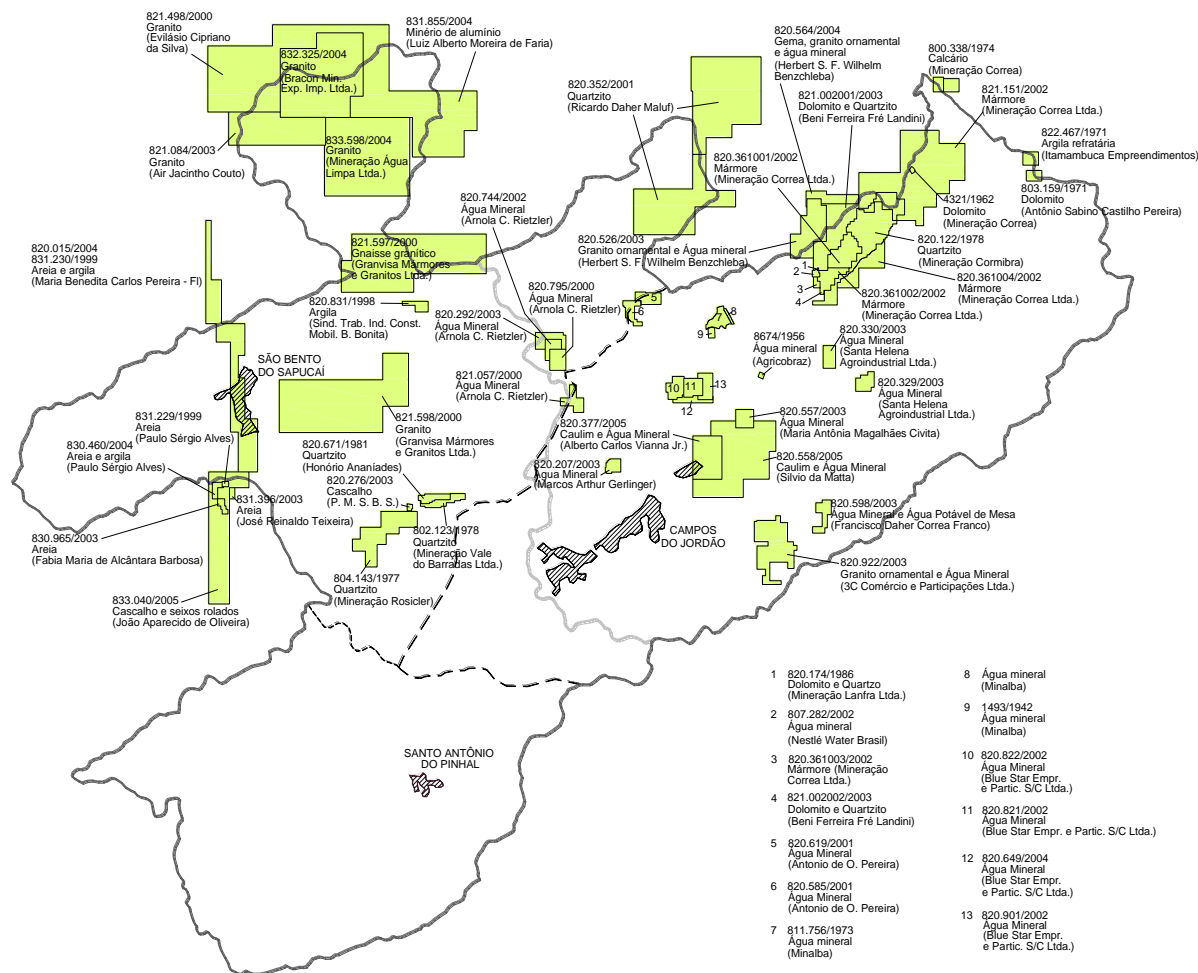 821.498/2000
Granito
(Evilásio Cipriano
da Silva)
831.855/2004
Minério de alumínio
(Luiz Alberto Moreira de Faria)
832.325/2004
Granito
(Bracon Min.
Exp. Imp. Ltda.)
821.084/2003
Granito
(Air Jacintho Couto)
833.598/2004
Granito
(Mineração Água
Limpa Ltda.)
820.352/2001
Quartzito
(Ricardo Daher Maluf)
820.564/2004
Gema, granito ornamental
e água mineral
(Herbert S. F. Wilhelm
Benzchleba)
821.002001/2003
Dolomito e Quartzito
(Beni Ferreira Fré Landini)
800.338/1974
Calcário
(Mineração Correa)
821.151/2002
Mármore
(Mineração Correa Ltda.)
822.467/1971
Argila refratária
(Itamambuca Empreendimentos)
803.159/1971
Dolomito
(Antônio Sabino Castilho Pereira)
820.361001/2002
Mármore
(Mineração Correa Ltda.)
4321/1962
Dolomito
(Mineração Correa)
820.122/1978
Quartzito
(Mineração Cormibra)
820.361004/2002
Mármore
(Mineração Correa Ltda.)
820.361002/2002
Mármore
(Mineração Correa Ltda.)
820.744/2002
Água Mineral
(Arnola C. Rietzler)
820.526/2003
Granito ornamental e Água mineral
(Herbert S. F. Wilhelm Benzchleba)
1
2
3
4
820.015/2004
831.230/1999
Areia e argila
(Maria Benedita Carlos Pereira - FI)
821.597/2000
Gnaisse granítico
(Granvisa Mármores
e Granitos Ltda.)
820.831/1998
Argila
(Sind. Trab. Ind. Const.
Mobil. B. Bonita)
820.292/2003
Água Mineral
(Arnola C. Rietzler)
820.795/2000
Água Mineral
(Arnola C. Rietzler)
5
6
8
9
8674/1956
Água mineral
(Agricobraz)
820.330/2003
Água Mineral
(Santa Helena
Agroindustrial Ltda.)
820.329/2003
Água Mineral
(Santa Helena
Agroindustrial Ltda.)
SÃO BENTO
DO SAPUCAÍ
821.057/2000
Água Mineral
(Arnola C. Rietzler)
10
11
13
12
831.229/1999
Areia
(Paulo Sérgio Alves)
830.460/2004
Areia e argila
(Paulo Sérgio Alves)
821.598/2000
Granito
(Granvisa Mármores
e Granitos Ltda.)
820.671/1981
Quartzito
(Honório Ananíades)
820.276/2003
Cascalho
(P. M. S. B. S.)
820.377/2005
Caulim e Água Mineral
(Alberto Carlos Vianna Jr.)
820.557/2003
Água Mineral
(Maria Antônia Magalhães Civita)
820.558/2005
Caulim e Água Mineral
(Silvio da Matta)
820.207/2003
Água Mineral
(Marcos Arthur Gerlinger)
831.396/2003
Areia
(José Reinaldo Teixeira)
830.965/2003
Areia
(Fabia Maria de Alcântara Barbosa)
802.123/1978
Quartzito
(Mineração Vale
do Barradas Ltda.)
804.143/1977
Quartzito
(Mineração Rosicler)
833.040/2005
Cascalho e seixos rolados
(João Aparecido de Oliveira)
CAMPOS
DO JORDÃO
820.598/2003
Água Mineral e Água Potável de Mesa
(Francisco Daher Correa Franco)
820.922/2003
Granito ornamental e Água Mineral
(3C Comércio e Participações Ltda.)
SANTO ANTÔNIO
DO PINHAL
1 820.174/1986
Dolomito e Quartzo
(Mineração Lanfra Ltda.)
2 807.282/2002
Água mineral
(Nestlé Water Brasil)
3 820.361003/2002
Mármore (Mineração
Correa Ltda.)
4 821.002002/2003
Dolomito e Quartzito
(Beni Ferreira Fré Landini)
5 820.619/2001
Água Mineral
(Antonio de O. Pereira)
6 820.585/2001
Água Mineral
(Antonio de O. Pereira)
7 811.756/1973
Água mineral
(Minalba)
8 Água mineral
(Minalba)
9 1493/1942
Água mineral
(Minalba)
10 820.822/2002
Água Mineral
(Blue Star Empr.
e Partic. S/C Ltda.)
11 820.821/2002
Água Mineral
(Blue Star Empr. e Partic. S/C Ltda.)
12 820.649/2004
Água Mineral
(Blue Star Empr.
e Partic. S/C Ltda.)
13 820.901/2002
Água Mineral
(Blue Star Empr.
e Partic. S/C Ltda.)